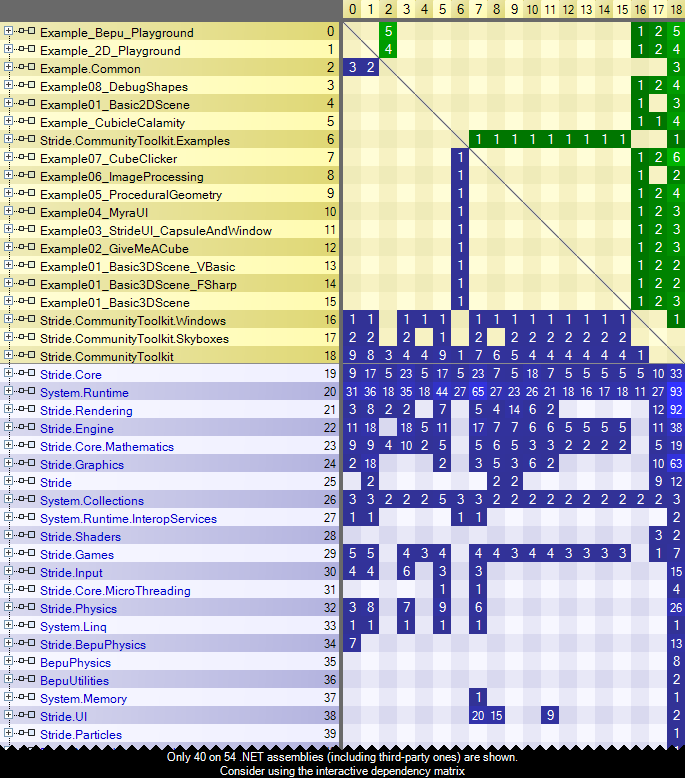 0 1 2 3 4 5 6 7 8 9 10 11 12 13 14 15 16 17 18
Example_Bepu_Playground 0 5 1 2 5
Example_2D_Playground 1 4 1 2 4
Example.Common 2 3 2 3
Example08_DebugShapes 3 1 2 4
Example01_Basic2DScene 4 1 3
Example_CubicleCalamity 5 1 1 4
Stride.CommunityToolkit.Examples 6 1 1 1 1 1 1 1 1 1 1
Example07_CubeClicker 7 1 1 2 6
Example06_ImageProcessing 8 1 1 2
Example05_ProceduralGeometry 9 1 1 2 4
Example04_MyraUI 10 1 1 2 3
Example03_StrideUI_CapsuleAndWindow 11 1 1 2 3
Example02_GiveMeACube 12 1 1 2 3
Example01_Basic3DScene_VBasic 13 1 1 2 2
Example01_Basic3DScene_FSharp 14 1 1 2 2
Example01_Basic3DScene 15 1 1 2 3
Stride.CommunityToolkit.Windows 16 1 1 1 1 1 1 1 1 1 1 1 1 1 1 1
Stride.CommunityToolkit.Skyboxes 17 2 2 2 1 2 2 2 2 2 2 2 2
Stride.CommunityToolkit 18 9 8 3 4 4 9 1 7 6 5 4 4 4 4 4 4 1
Stride.Core 19 9 17 5 23 5 17 5 23 7 5 18 7 5 5 5 5 5 10 33
System.Runtime 20 31 36 18 35 18 44 27 65 27 23 26 21 18 16 17 18 11 27 93
Stride.Rendering 21 3 8 2 2 7 5 4 14 6 2 12 92
Stride.Engine 22 11 18 18 5 11 17 7 7 6 6 5 5 5 5 11 38
Stride.Core.Mathematics 23 9 9 4 10 2 5 5 6 5 3 3 2 2 2 2 5 19
Stride.Graphics 24 2 18 2 3 5 3 6 2 10 63
Stride 25 2 2 2 9 12
System.Collections 26 3 3 2 2 2 5 3 3 2 2 2 2 2 2 2 2 2 2 3
System.Runtime.InteropServices 27 1 1 1 1 2
Stride.Shaders 28 3 2
Stride.Games 29 5 5 4 3 4 4 4 3 4 4 3 3 3 3 1 7
Stride.Input 30 4 4 6 3 3 15
Stride.Core.MicroThreading 31 1 1 4
Stride.Physics 32 3 8 7 9 6 26
System.Linq 33 1 1 1 1 1 1
Stride.BepuPhysics 34 7 13
BepuPhysics 35 8
BepuUtilities 36 2
System.Memory 37 1 1
Stride.UI 38 20 15 9 2
Stride.Particles 39 1
Only 40 on 54 .NET assemblies (including third-party ones) are shown.
Consider using the interactive dependency matrix